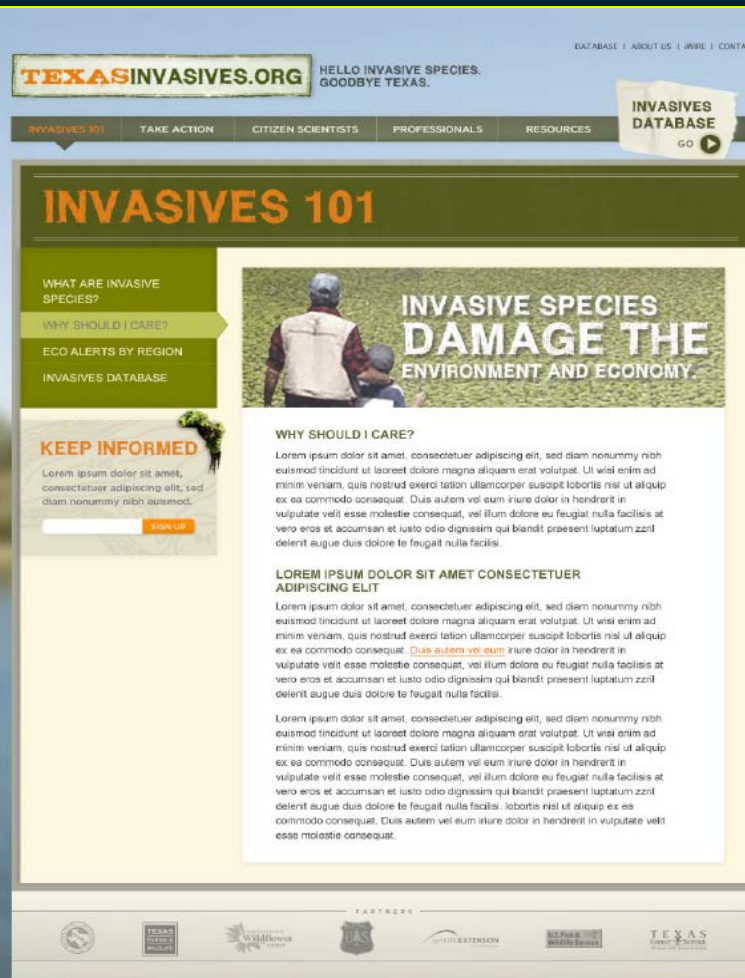 DATABASE | ABOUT US | iWIRE | CONTA
TEXASINVASIVES.ORG
HELLO INVASIVE SPECIES.
GOODBYE TEXAS.
INVASIVES
DATABASE
GO
INVASIVES 101 TAKE ACTION CITIZEN SCIENTISTS PROFESSIONALS RESOURCES
INVASIVES 101
WHAT ARE INVASIVE
SPECIES?
WHY SHOULD I CARE?
ECO ALERTS BY REGION
INVASIVES DATABASE
KEEP INFORMED
Lorem ipsum dolor sit amet,
consectetuer adipiscing elit, sed
diam nonummy nibh euismod.
SIGN UP
INVASIVE SPECIES
DAMAGE THE
ENVIRONMENT AND ECONOMY.
WHY SHOULD I CARE?
Lorem ipsum dolor sit amet, consectetuer adipiscing elit, sed diam nonummy nibh
euismod tincidunt ut laoreet dolore magna aliquam erat volutpat. Ut wisi enim ad
minim veniam, quis nostrud exerci tation ullamcorper suscipit lobortis nisl ut aliquip
ex ea commodo consequat. Duis autem vel eum iriure dolor in hendrerit in
vulputate velit esse molestie consequat, vel illum dolore eu feugiat nulla facilisis at
vero eros et accumsan et iusto odio dignissim qui blandit praesent luptatum zzril
delenit augue duis dolore te feugait nulla facilisi.
LOREM IPSUM DOLOR SIT AMET CONSECTETUER
ADIPISCING ELIT
Lorem ipsum dolor sit amet, consectetuer adipiscing elit, sed diam nonummy nibh
euismod tincidunt ut laoreet dolore magna aliquam erat volutpat. Ut wisi enim ad
minim veniam, quis nostrud exerci tation ullamcorper suscipit lobortis nisl ut aliquip
ex ea commodo consequat. Duis autem vel eum iriure dolor in hendrerit in
vulputate velit esse molestie consequat, vel illum dolore eu feugiat nulla facilisis at
vero eros et accumsan et iusto odio dignissim qui blandit praesent luptatum zzril
delenit augue duis dolore te feugait nulla facilisi.
Lorem ipsum dolor sit amet, consectetuer adipiscing elit, sed diam nonummy nibh
euismod tincidunt ut laoreet dolore magna aliquam erat volutpat. Ut wisi enim ad
minim veniam, quis nostrud exerci tation ullamcorper suscipit lobortis nisl ut aliquip
ex ea commodo consequat. Duis autem vel eum iriure dolor in hendrerit in
vulputate velit esse molestie consequat, vel illum dolore eu feugiat nulla facilisis at
vero eros et accumsan et iusto odio dignissim qui blandit praesent luptatum zzril
delenit augue duis dolore te feugait nulla facilisi. lobortis nisl ut aliquip ex ea
commodo consequat. Duis autem vel eum iriure dolor in hendrerit in vulputate velit
esse molestie consequat.
PARTNERS
TEXAS
PARKS &
WILDLIFE
Wildflower
center
UAS
EXTENSION
U.S. Fish &
Wildlife Service
TEXAS
Forest Service